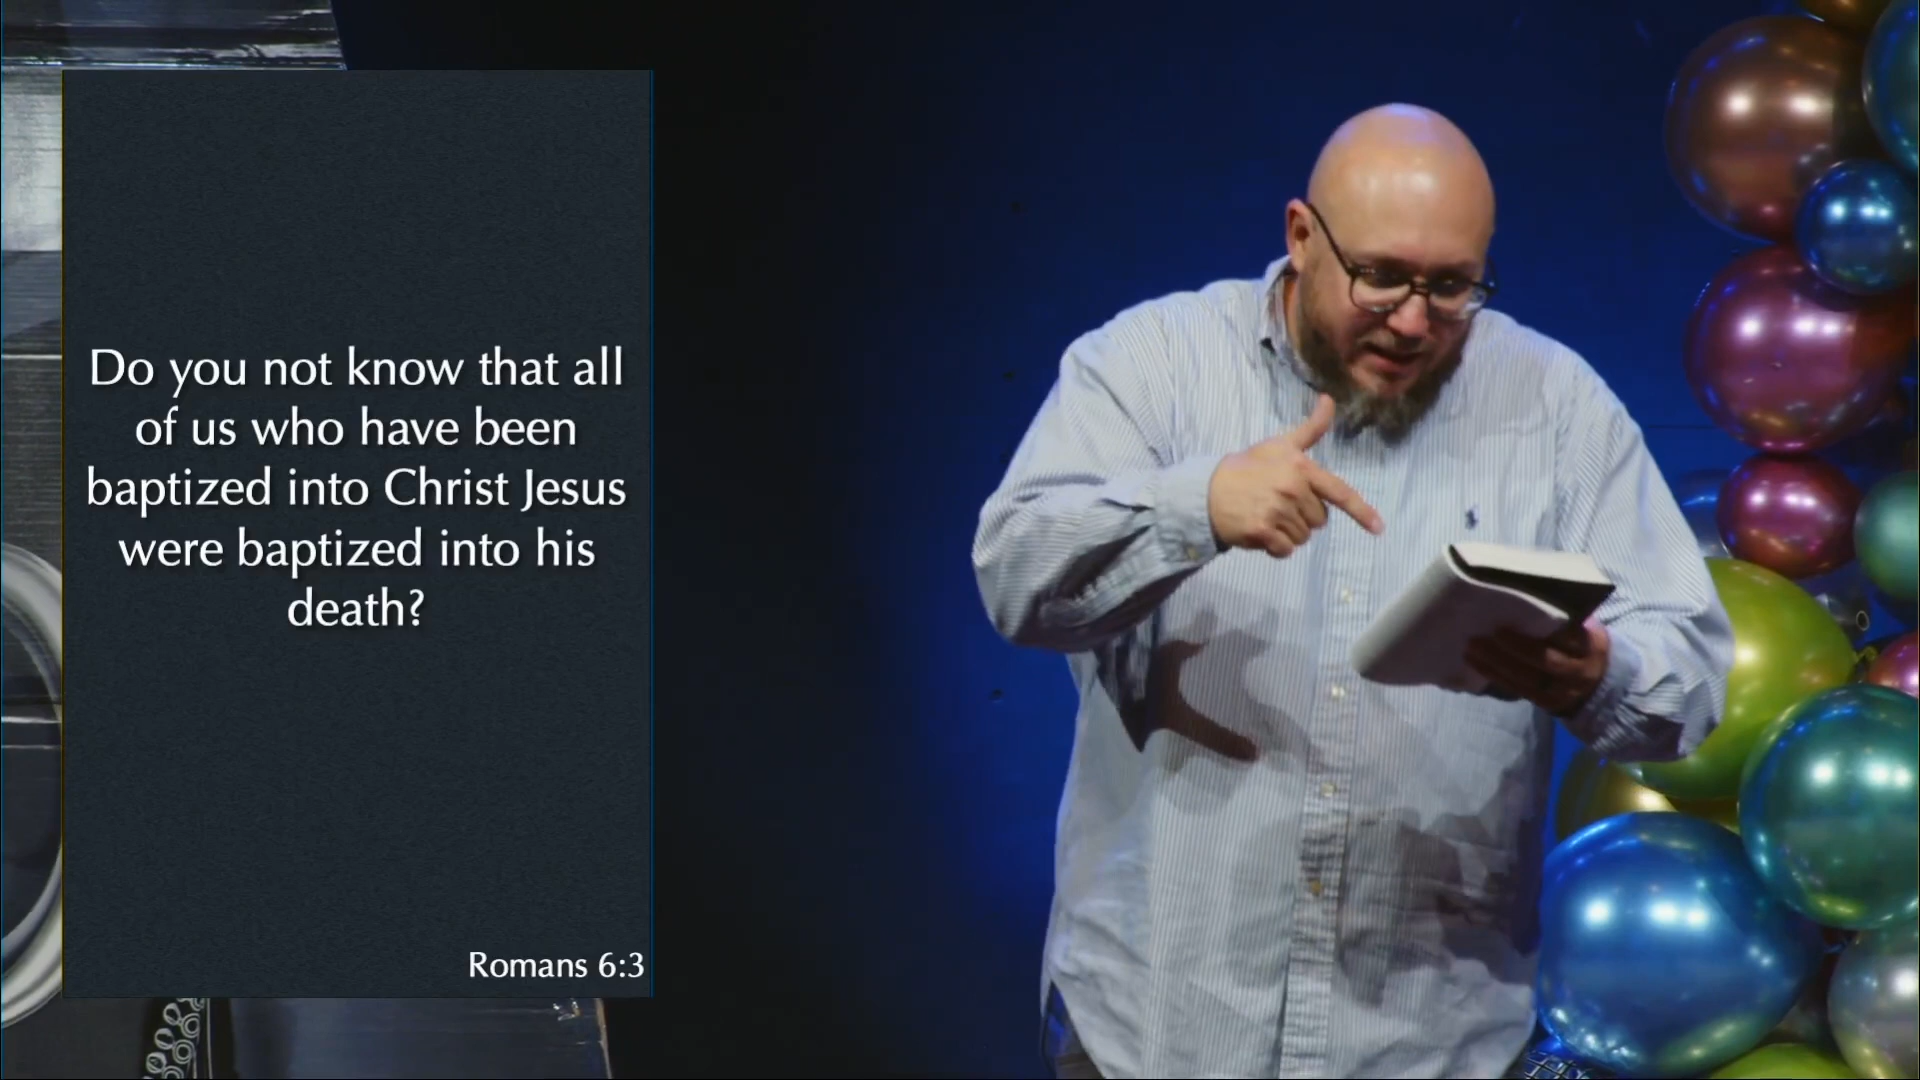 Do you not know that all
of us who have been
baptized into Christ Jesus
were baptized into his
death?
Romans 6:3